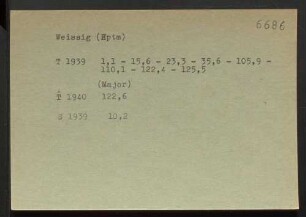 6686
Weissig (Hptm)
T 1939 1,1 - 15,6 - 23,3 - 35,6 - 105,9 -
110,1 - 122,4 - 125,5
(Major)
T 1940 122,6
N 1939 10,2